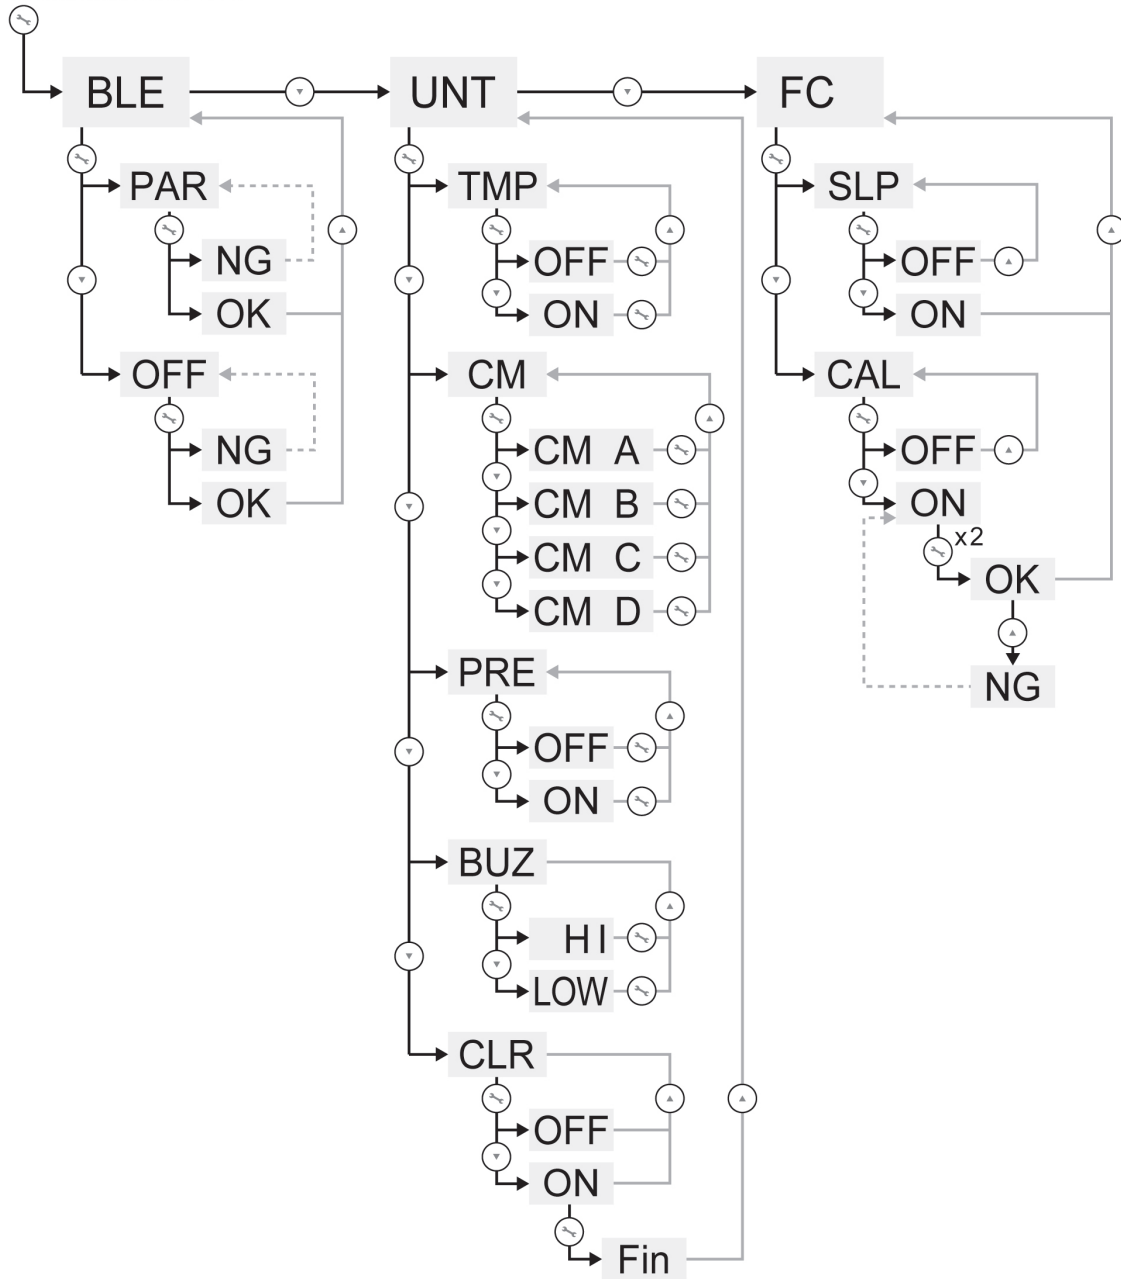 BLE
UNT
FC
PAR
NG
OK
OFF
NG
OK
TMP
OFF
ON
CM
CM A
CM B
CM C
CM D
PRE
OFF
ON
BUZ
HI
LOW
CLR
OFF
ON
Fin
SLP
OFF
ON
CAL
OFF
ON
x2
OK
NG